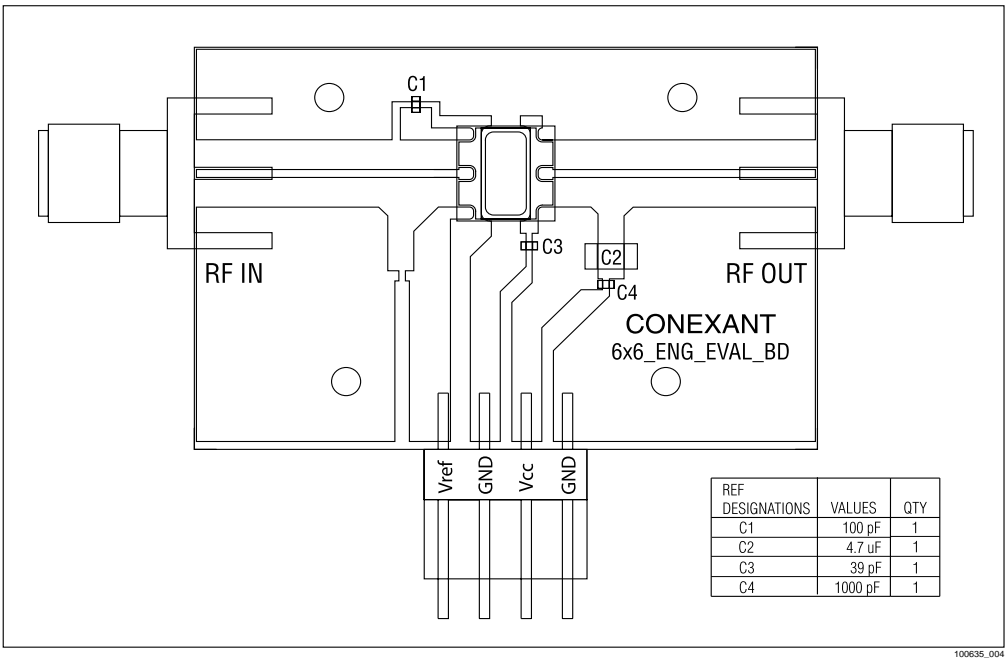 C1
C3
C2
C4
RF IN
RF OUT
CONEXANT
6x6_ENG_EVAL_BD
Vref
GND
Vcc
GND
REF
DESIGNATIONS VALUES QTY
C1 100 pF 1
C2 4.7 uF 1
C3 39 pF 1
C4 1000 pF 1
100635_004